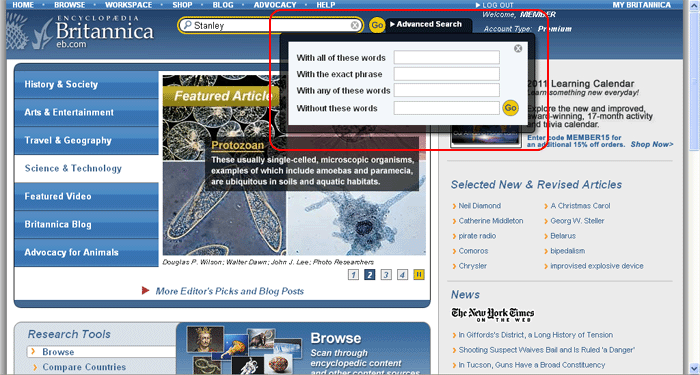 HOME BROWSE WORKSPACE SHOP BLOG ADVOCACY HELP LOG OUT MY BRITANNICA
ENCYCLOPÆDIA
Britannica
eb.com
Stanley
Go
Advanced Search
Welcome, MEMBER
Account Type: Premium
With all of these words
With the exact phrase
With any of these words
Without these words
Go
History & Society
Arts & Entertainment
Travel & Geography
Science & Technology
Featured Video
Britannica Blog
Advocacy for Animals
Featured Article
Protozoan
These usually single-celled, microscopic organisms,
examples of which include amoebas and paramecia,
are ubiquitous in soils and aquatic habitats.
Douglas P. Wilson; Walter Dawn; John J. Lee; Photo Researchers
1 2 3 4
More Editor's Picks and Blog Posts
2011 Learning Calendar
Learn something new everyday!
Explore the new and improved,
award-winning, 17-month activity
and trivia calendar.
Enter code MEMBER15 for
an additional 15% off orders. Shop Now>
Selected New & Revised Articles
Neil Diamond
Catherine Middleton
pirate radio
Comoros
Chrysler
A Christmas Carol
Georg W. Steller
Belarus
bipedalism
improvised explosive device
News
The New York Times
ON THE WEB
In Giffords's District, a Long History of Tension
Shooting Suspect Waives Bail and Is Ruled 'a Danger'
In Tucson, Guns Have a Broad Constituency
Research Tools
Browse
Compare Countries
Browse
Scan through
encyclopedic content
and other content sources